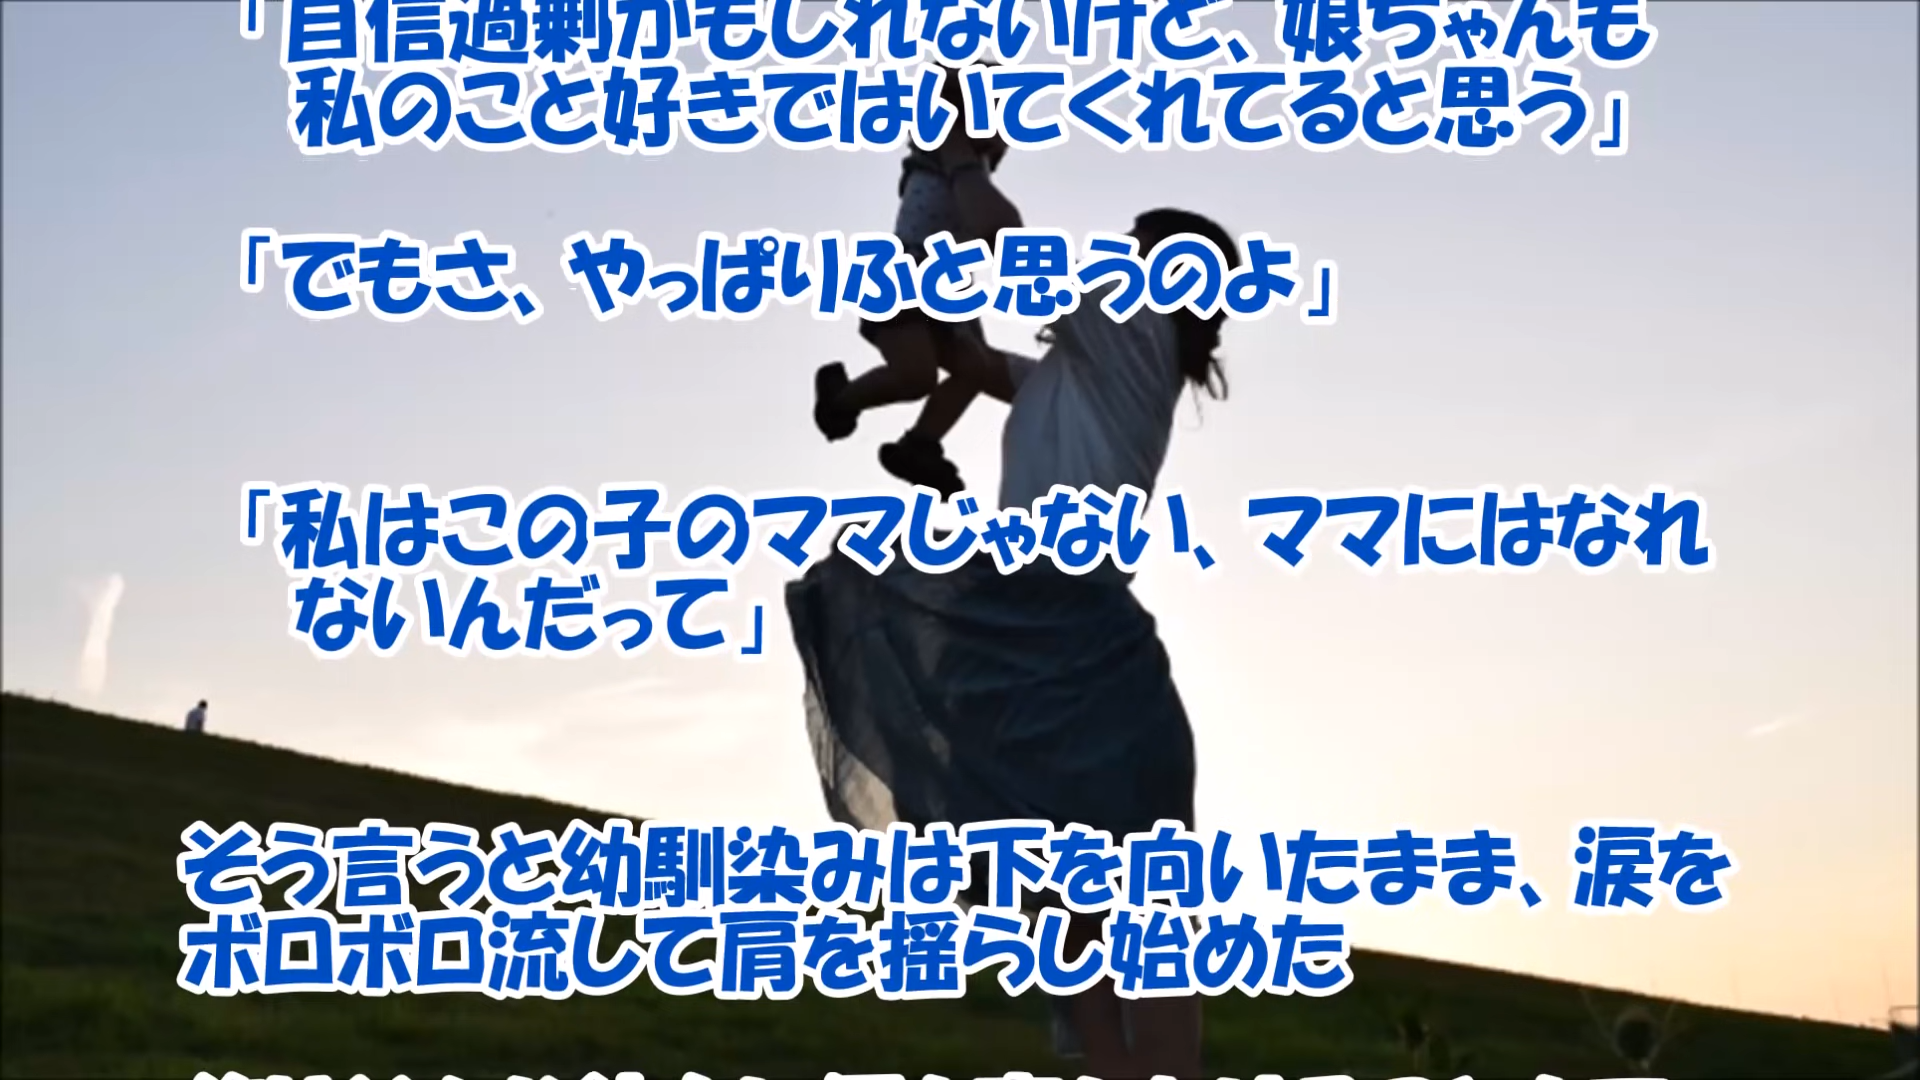 「自信過剰かもしれないけど、娘ちゃんも
私のこと好きではいてくれてると思う」
「でもさ、やっぱりふと思うのよ」
「私はこの子のママじゃない、ママにはなれ
ないんだって」
そう言うと幼馴染みは下を向いたまま、涙を
ボロボロ流して肩を揺らし始めた